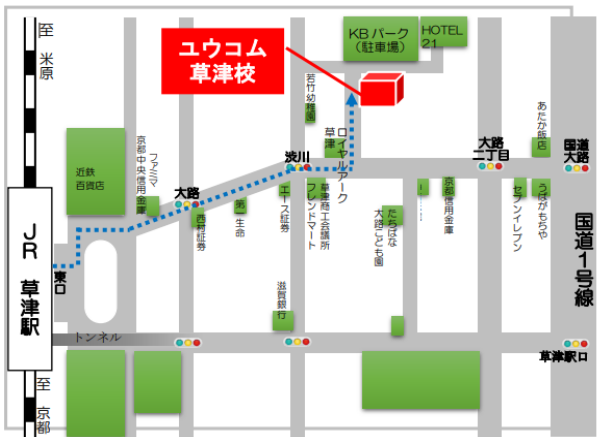 至
米原
ユウコム
草津校
KBパーク
（駐車場）
HOTEL
21
若竹幼稚園
草津
ロイヤルアーク
あたか飯店
近鉄
百貨店
京都中央信用金庫
ファミマ
大路
渋川
大路
二丁目
国道
大路
西村証券
第一生命
エース証券
フレンドマート
草津商工会議所
たちばな
大路こども園
京都信用金庫
セブンイレブン
うばがもちや
国道１号線
JR 草津駅
東口
滋賀銀行
トンネル
草津駅口
至
京都